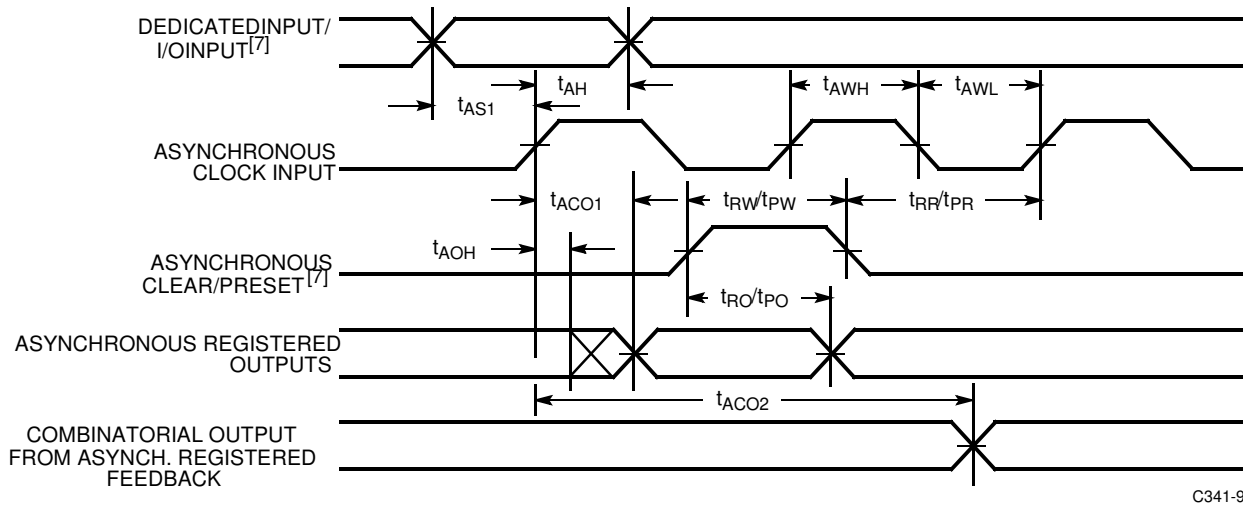 DEDICATEDINPUT/
I/OINPUT[7]
tAH
tAWH
tAWL
tAS1
ASYNCHRONOUS
CLOCK INPUT
tACO1
tRW/tPW
tRR/tPR
tAOH
ASYNCHRONOUS
CLEAR/PRESET[7]
tRO/tPO
ASYNCHRONOUS REGISTERED
OUTPUTS
tACO2
COMBINATORIAL OUTPUT
FROM ASYNCH. REGISTERED
FEEDBACK
C341-9